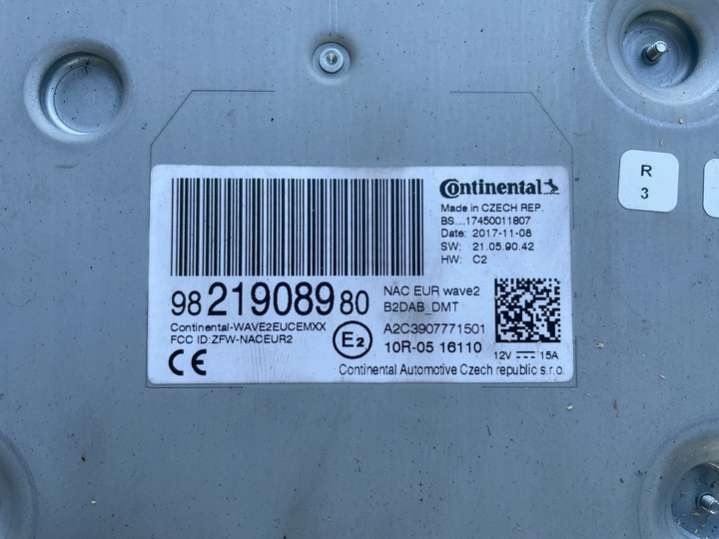 Continental
Made in CZECH REP.
BS....17450011807
Date: 2017-11-08
SW: 21.05.90.42
HW: C2
98 219089 80
Continental-WAVE2EUCEMXX
FCC ID:ZFW-NACEUR2
CE
E2
NAC EUR wave2
B2DAB_DMT
A2C3907771501
10R-05 16110
12V 15A
Continental Automotive Czech republic s.r.o.
R
3